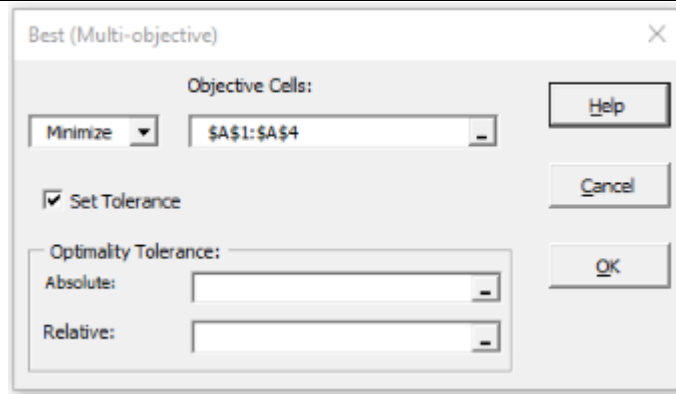 Best (Multi-objective)
Objective Cells:
Help
Minimize $A$1:$A$4
Set Tolerance
Cancel
Optimality Tolerance:
Absolute:
OK
Relative: